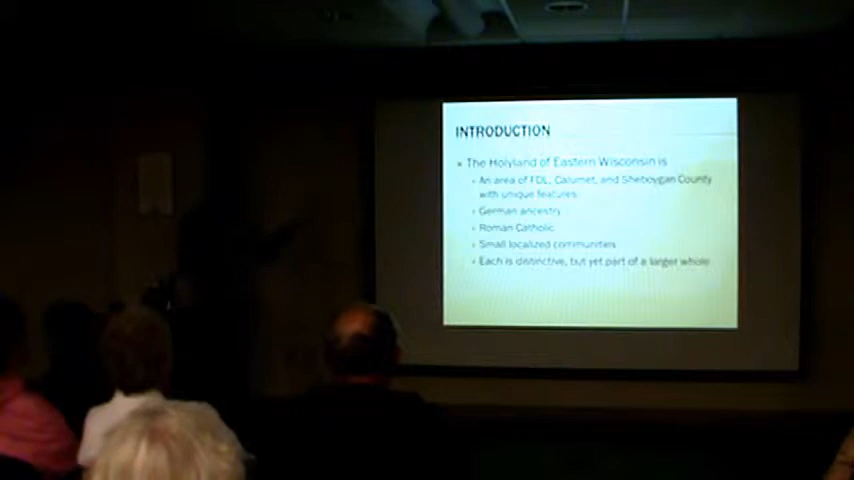 INTRODUCTION
The Holyland of Eastern Wisconsin is
An area of FDL, Calumet, and Sheboygan County
with unique features
German ancestry
Roman Catholic
Small localized communities
Each is distinctive, but yet part of a larger whole